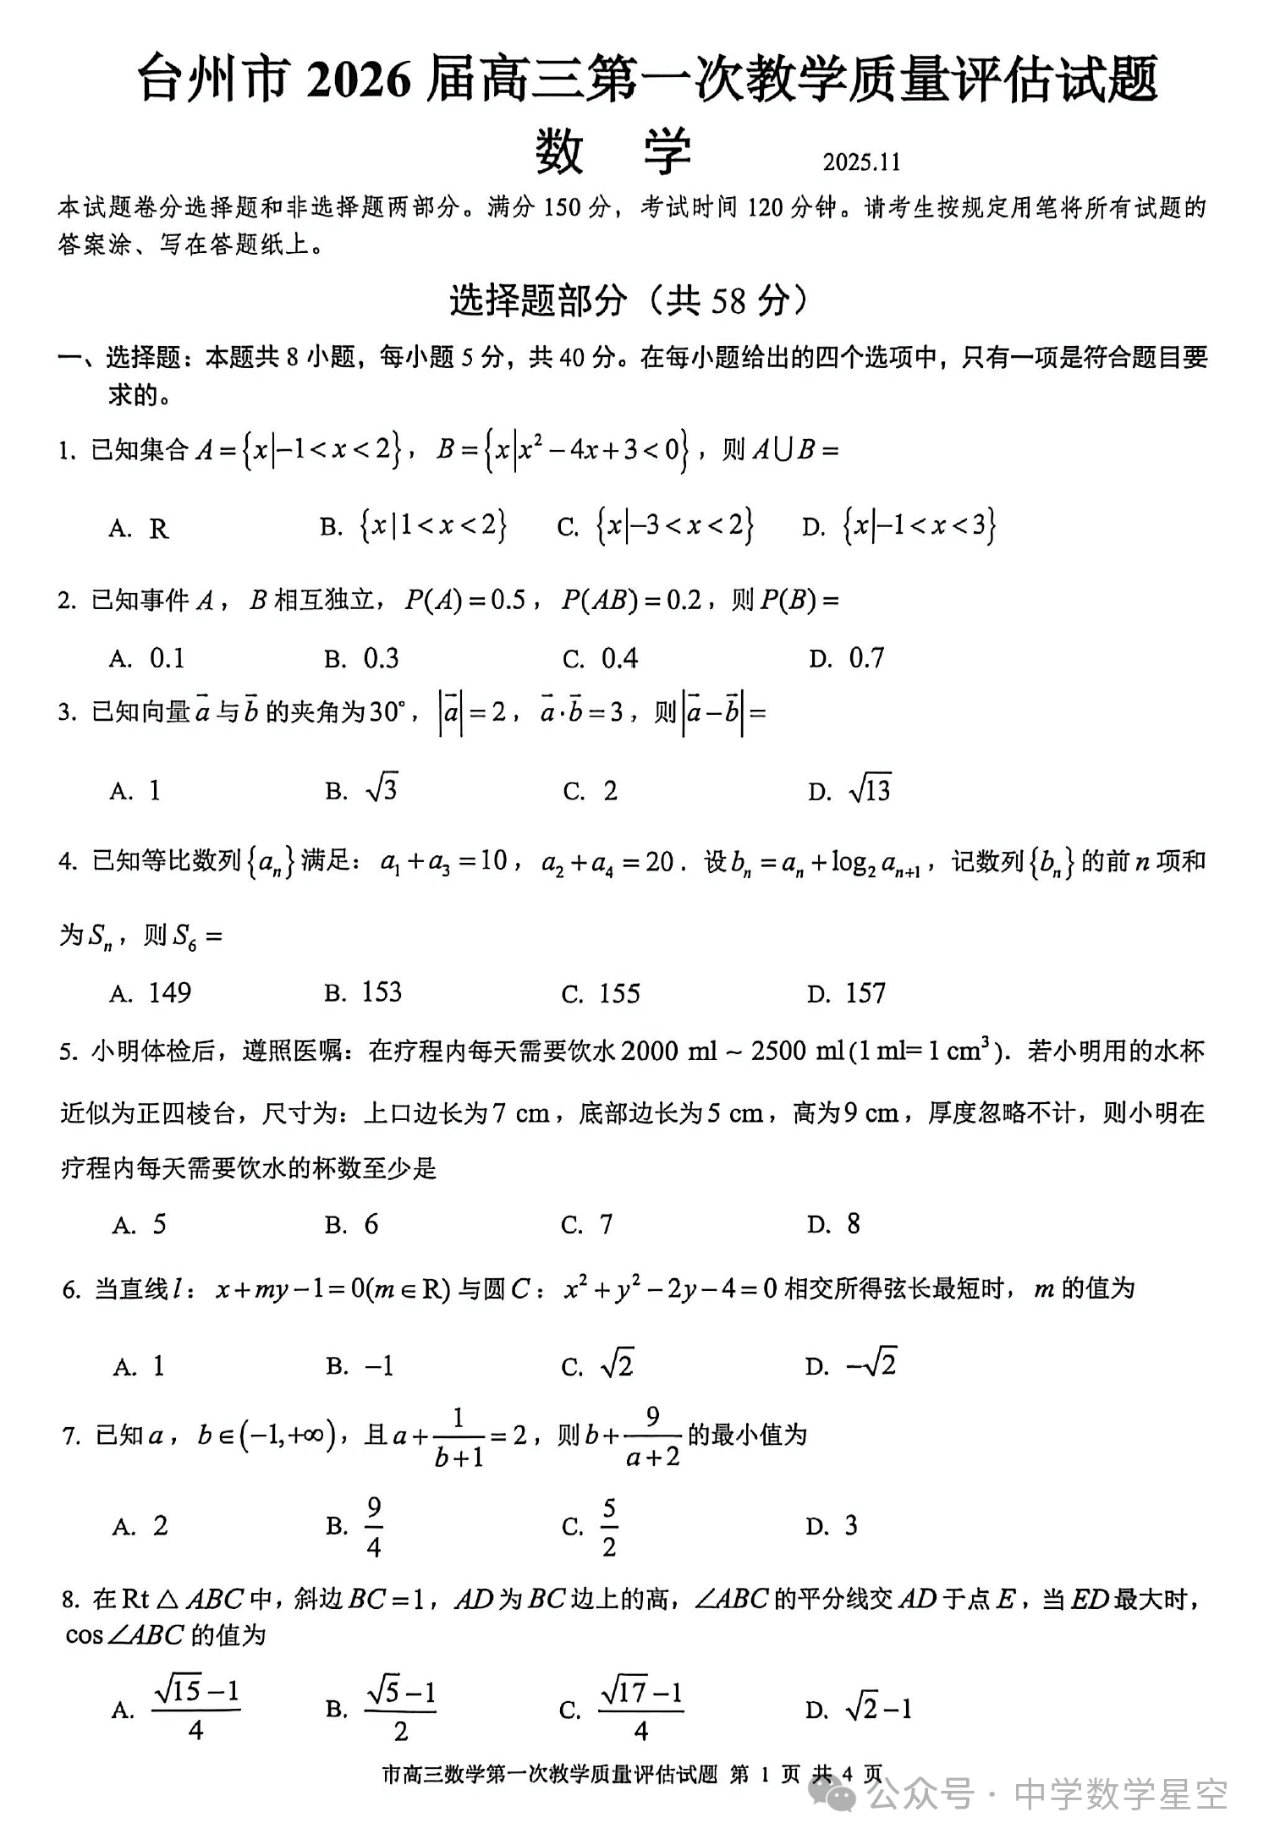 台州市 2026 届高三第一次教学质量评估试题
数 学 2025.11
本试题卷分选择题和非选择题两部分。满分 150 分，考试时间 120 分钟。请考生按规定用笔将所有试题的
答案涂、写在答题纸上。
选择题部分（共 58 分）
一、选择题：本题共 8 小题，每小题 5 分，共 40 分。在每小题给出的四个选项中，只有一项是符合题目要
求的。
1. 已知集合 A={x|−1<x<2}，B={x|x²−4x+3<0}，则 A∪B=
A. R B. {x|1<x<2} C. {x|−3<x<2} D. {x|−1<x<3}
2. 已知事件 A，B 相互独立，P(A)=0.5，P(AB)=0.2，则 P(B)=
A. 0.1 B. 0.3 C. 0.4 D. 0.7
3. 已知向量 a⃗ 与 b⃗ 的夹角为 30°，|a⃗|=2，a⃗·b⃗=3，则 |a⃗−b⃗|=
A. 1 B. √3 C. 2 D. √13
4. 已知等比数列 {aₙ} 满足：a₁+a₃=10，a₂+a₄=20．设 bₙ=aₙ+log₂aₙ₊₁，记数列 {bₙ} 的前 n 项和
为 Sₙ，则 S₆=
A. 149 B. 153 C. 155 D. 157
5. 小明体检后，遵照医嘱：在疗程内每天需要饮水 2000 ml ~ 2500 ml (1 ml= 1 cm³)．若小明用的水杯
近似为正四棱台，尺寸为：上口边长为 7 cm，底部边长为 5 cm，高为 9 cm，厚度忽略不计，则小明在
疗程内每天需要饮水的杯数至少是
A. 5 B. 6 C. 7 D. 8
6. 当直线 l：x+my−1=0(m∈R) 与圆 C：x²+y²−2y−4=0 相交所得弦长最短时，m 的值为
A. 1 B. −1 C. √2 D. −√2
7. 已知 a，b∈(−1,+∞)，且 a+1/(b+1)=2，则 b+9/(a+2) 的最小值为
A. 2 B. 9/4 C. 5/2 D. 3
8. 在 Rt△ABC 中，斜边 BC=1，AD 为 BC 边上的高，∠ABC 的平分线交 AD 于点 E，当 ED 最大时，
cos∠ABC 的值为
A. (√15−1)/4 B. (√5−1)/2 C. (√17−1)/4 D. √2−1
市高三数学第一次教学质量评估试题 第 1 页 共 4 页
公众号 · 中学数学星空